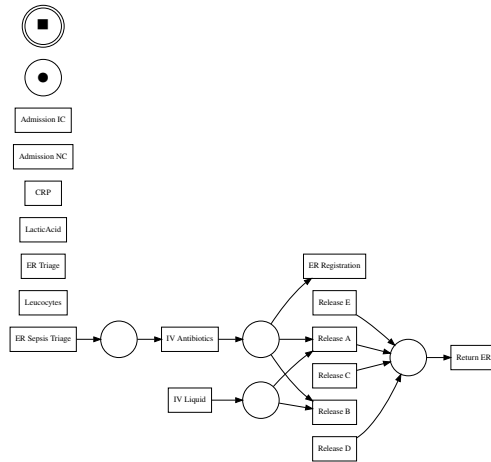 Admission IC
Admission NC
CRP
LacticAcid
ER Triage
ER Registration
Leucocytes
Release E
ER Sepsis Triage
IV Antibiotics
Release A
Return ER
Release C
IV Liquid
Release B
Release D